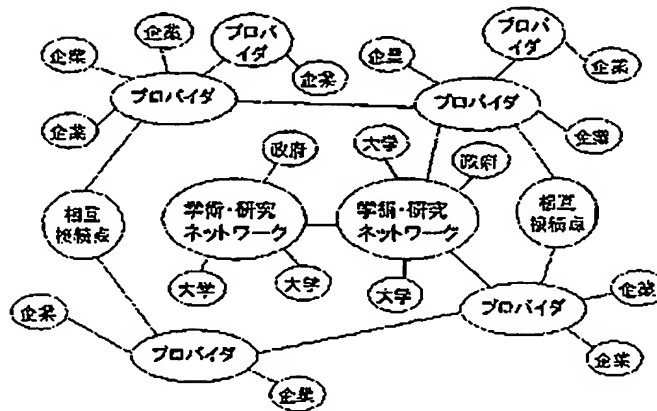 企業
プロバ
イダ
プロバ
イダ
企業
企業
企業
企業
プロバイダ
プロバイダ
企業
企業
大学
政府
政府
学術・研究
ネットワーク
学術・研究
ネットワーク
相互
接続点
相互
接続点
大学
大学
大学
企業
プロバイダ
企業
プロバイダ
企業
企業